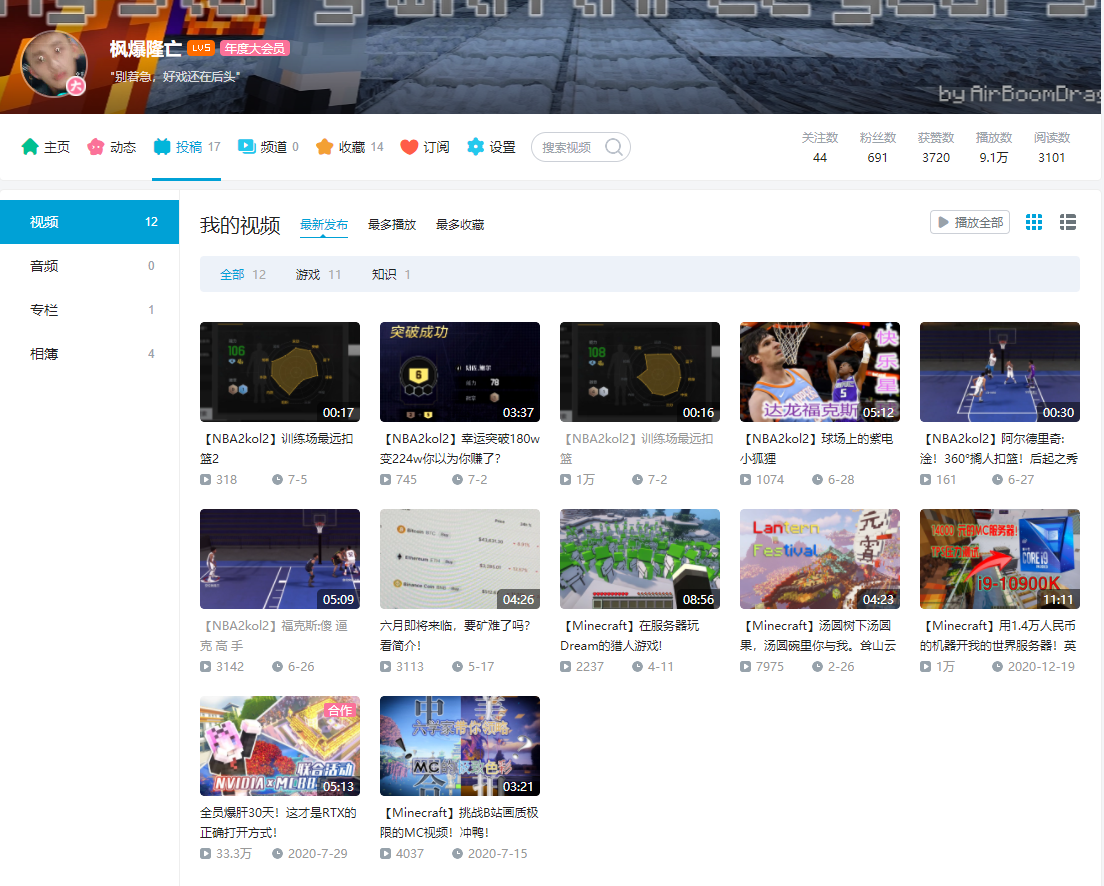 枫爆隆亡 LV5 年度大会员
"别着急，好戏还在后头"
大
by AirBoomDrag
主页 动态 投稿 17 频道 0 收藏 14 订阅 设置 搜索视频
关注数 粉丝数 获赞数 播放数 阅读数
44 691 3720 9.1万 3101
视频 12
音频 0
专栏 1
相簿 4
我的视频 最新发布 最多播放 最多收藏 播放全部
全部 12 游戏 11 知识 1
106
00:17
【NBA2kol2】训练场最远扣
篮2
318 7-5
突破成功
6
78
03:37
【NBA2kol2】幸运突破180w
变224w你以为你赚了？
745 7-2
108
00:16
【NBA2kol2】训练场最远扣
篮
1万 7-2
快乐星
达龙福克斯
05:12
【NBA2kol2】球场上的紫电
小狐狸
1074 6-28
00:30
【NBA2kol2】阿尔德里奇:
淦！360°搁人扣篮！后起之秀
161 6-27
05:09
【NBA2kol2】福克斯:傻 逼
克 高 手
3142 6-26
04:26
六月即将来临，要矿难了吗？
看简介！
3113 5-17
08:56
【Minecraft】在服务器玩
Dream的猎人游戏!
2237 4-11
Lantern
Festival
元宵
04:23
【Minecraft】汤圆树下汤圆
果，汤圆碗里你与我。耸山云
7975 2-26
CORE i9
i9-10900K
11:11
【Minecraft】用1.4万人民币
的机器开我的世界服务器！英
1万 2020-12-19
合作
联合活动
NVIDIA x MLBB
05:13
全员爆肝30天！这才是RTX的
正确打开方式！
33.3万 2020-7-29
大学家带你领略
03:21
【Minecraft】挑战B站画质极
限的MC视频！冲鸭！
4037 2020-7-15